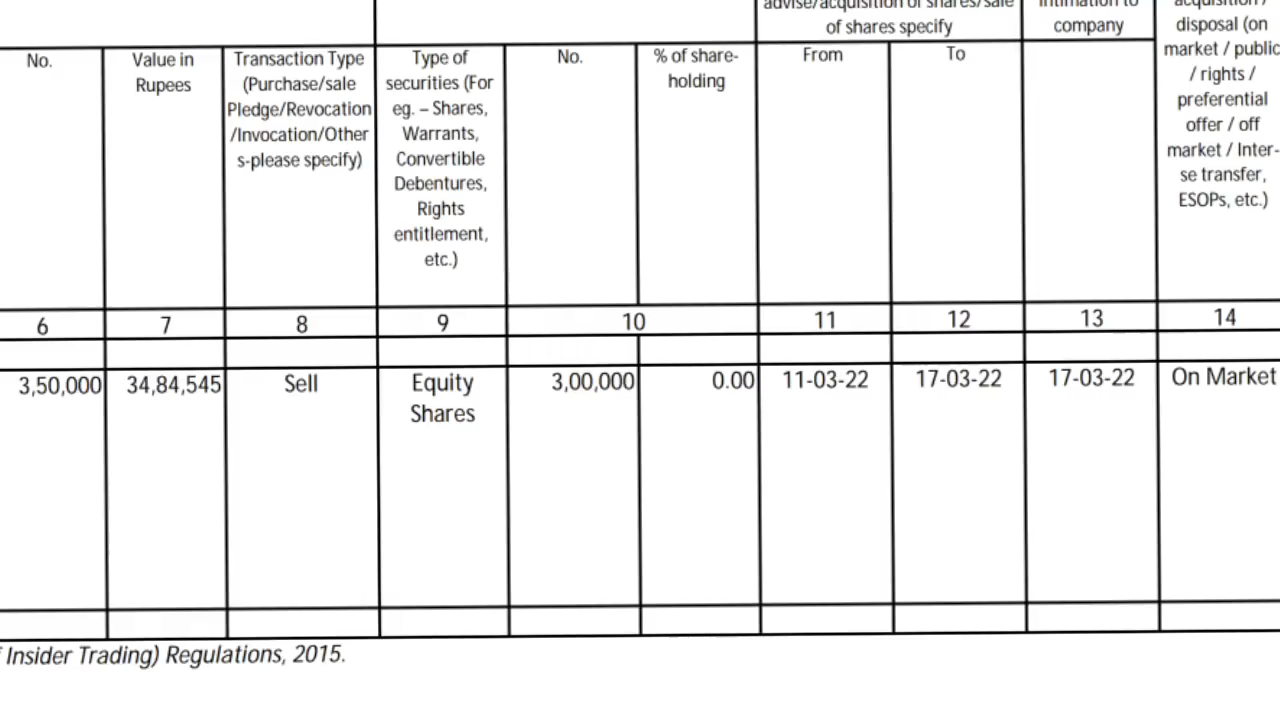 advise/acquisition of shares/sale
of shares specify
intimation to
company
acquisition /
disposal (on
market / public
/ rights /
preferential
offer / off
market / Inter-
se transfer,
ESOPs, etc.)
No.
Value in
Rupees
Transaction Type
(Purchase/sale
Pledge/Revocation
/Invocation/Other
s-please specify)
Type of
securities (For
eg. – Shares,
Warrants,
Convertible
Debentures,
Rights
entitlement,
etc.)
No.
% of share-
holding
From
To
6 7 8 9 10 11 12 13 14
3,50,000 34,84,545 Sell Equity 3,00,000 0.00 11-03-22 17-03-22 17-03-22 On Market
Shares
Insider Trading) Regulations, 2015.